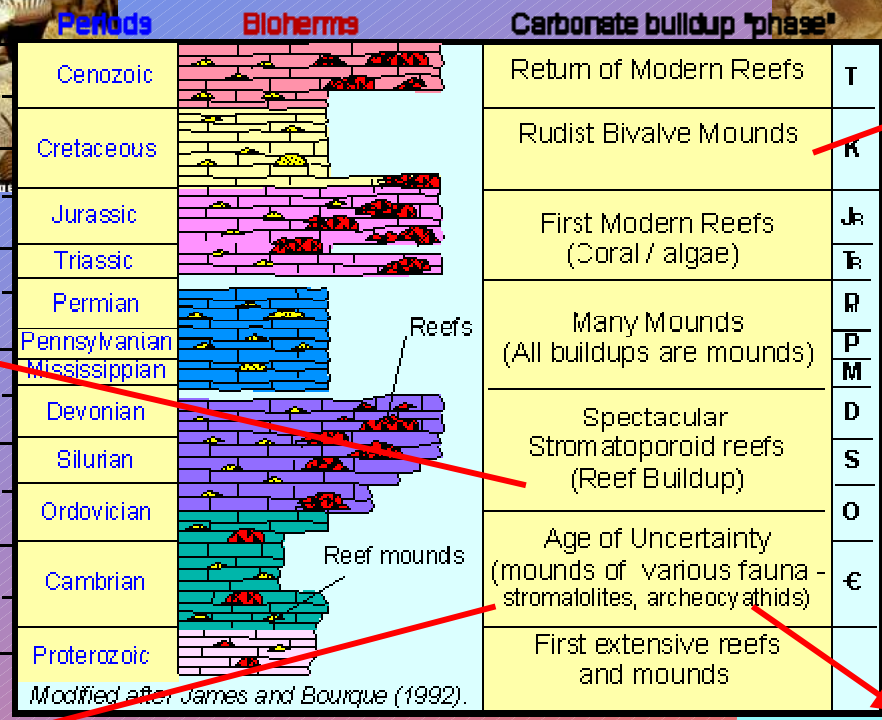 Periods Bioherms Carbonate buildup "phase"
Cenozoic Return of Modern Reefs T
Cretaceous Rudist Bivalve Mounds K
Jurassic First Modern Reefs JR
Triassic (Coral / algae) TR
Permian Many Mounds P
Pennsylvanian (All buildups are mounds) P
Mississippian M
Reefs
Devonian Spectacular D
Silurian Stromatoporoid reefs S
(Reef Buildup)
Ordovician O
Age of Uncertainty
Reef mounds
Cambrian (mounds of various fauna - €
stromatolites, archeocyathids)
Proterozoic First extensive reefs
and mounds
Modified after James and Bourque (1992).